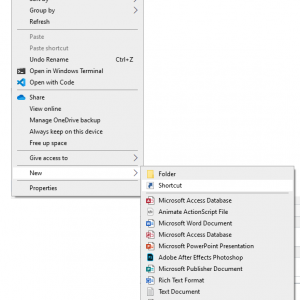 Group by
Refresh
Paste
Paste shortcut
Undo Rename Ctrl+Z
Open in Windows Terminal
Open with Code
Share
View online
Manage OneDrive backup
Always keep on this device
Free up space
Give access to
New
Properties
Folder
Shortcut
Microsoft Access Database
Animate ActionScript File
Microsoft Word Document
Microsoft Access Database
Microsoft PowerPoint Presentation
Adobe After Effects Photoshop
Microsoft Publisher Document
Rich Text Format
Text Document